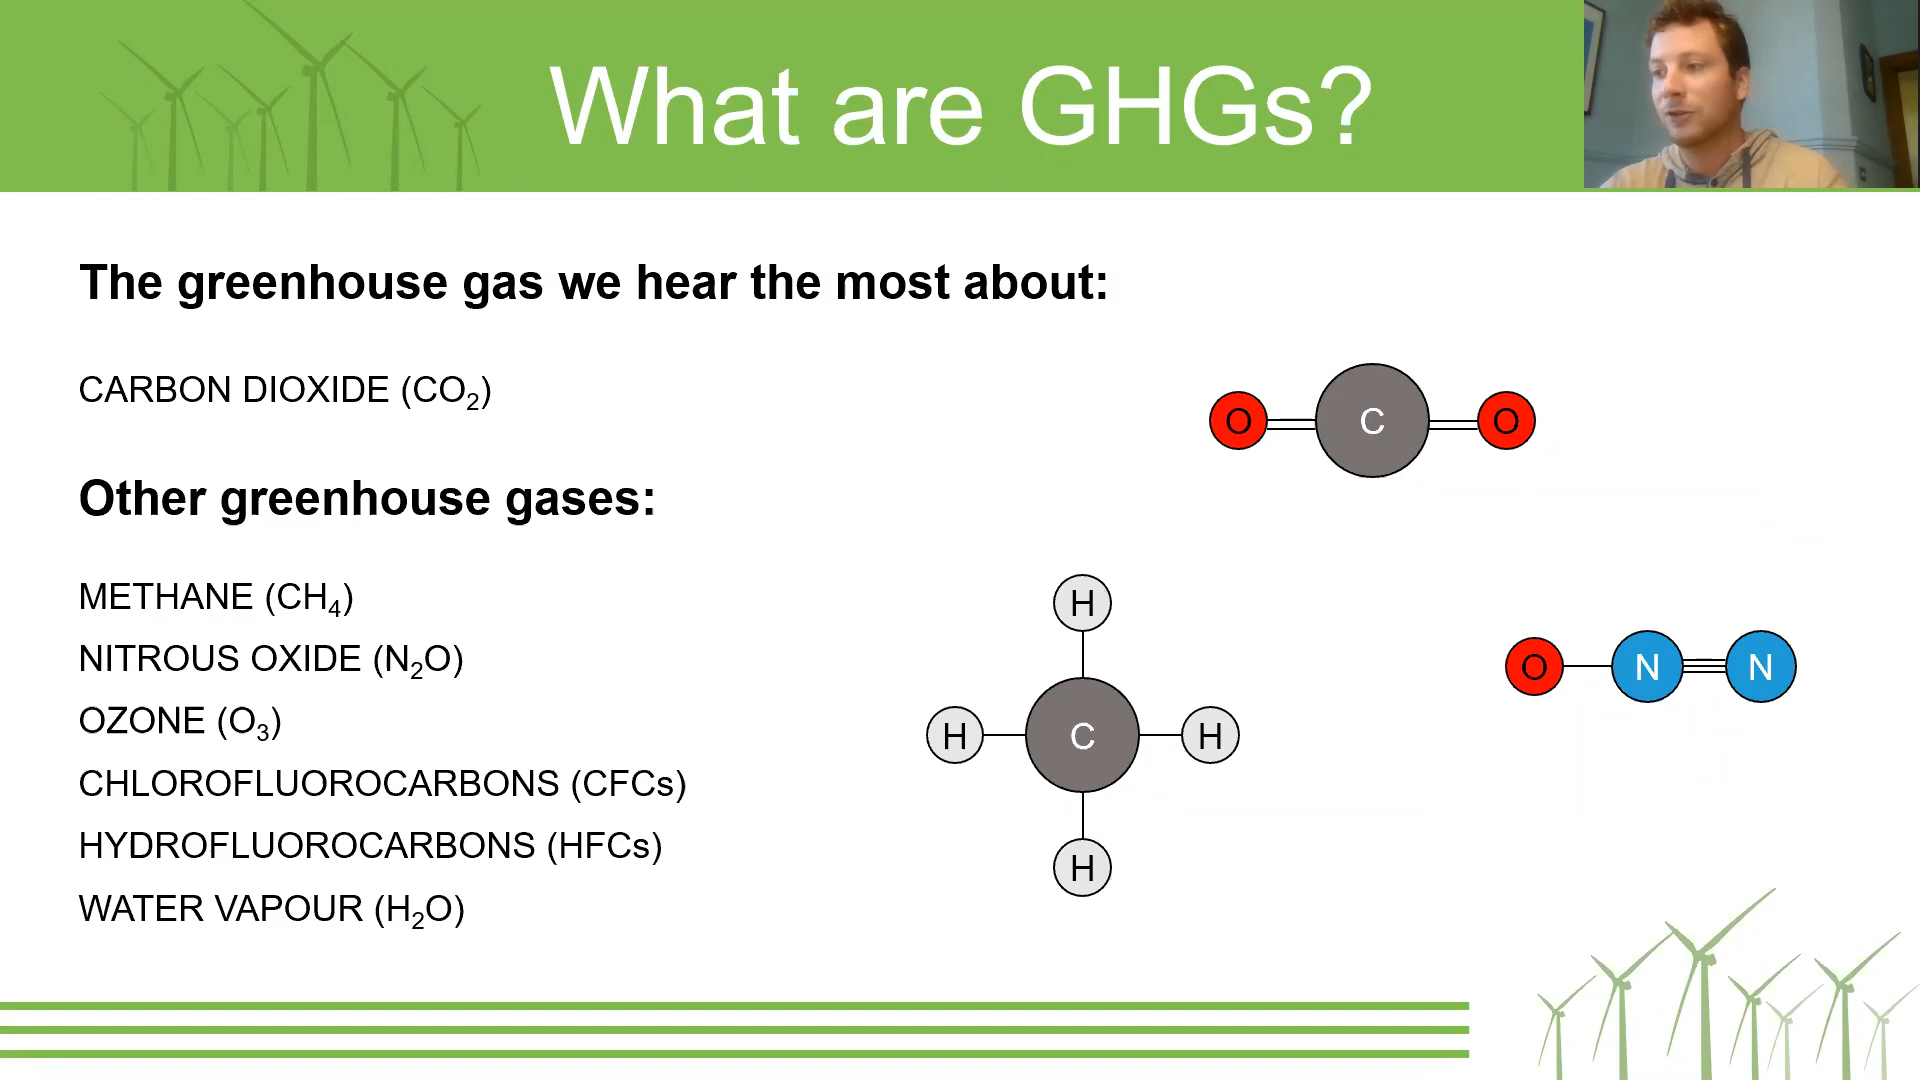 What are GHGs?
The greenhouse gas we hear the most about:
CARBON DIOXIDE (CO₂)
O C O
Other greenhouse gases:
METHANE (CH₄)
NITROUS OXIDE (N₂O)
OZONE (O₃)
CHLOROFLUOROCARBONS (CFCs)
HYDROFLUOROCARBONS (HFCs)
WATER VAPOUR (H₂O)
H
H C H
H
O N N